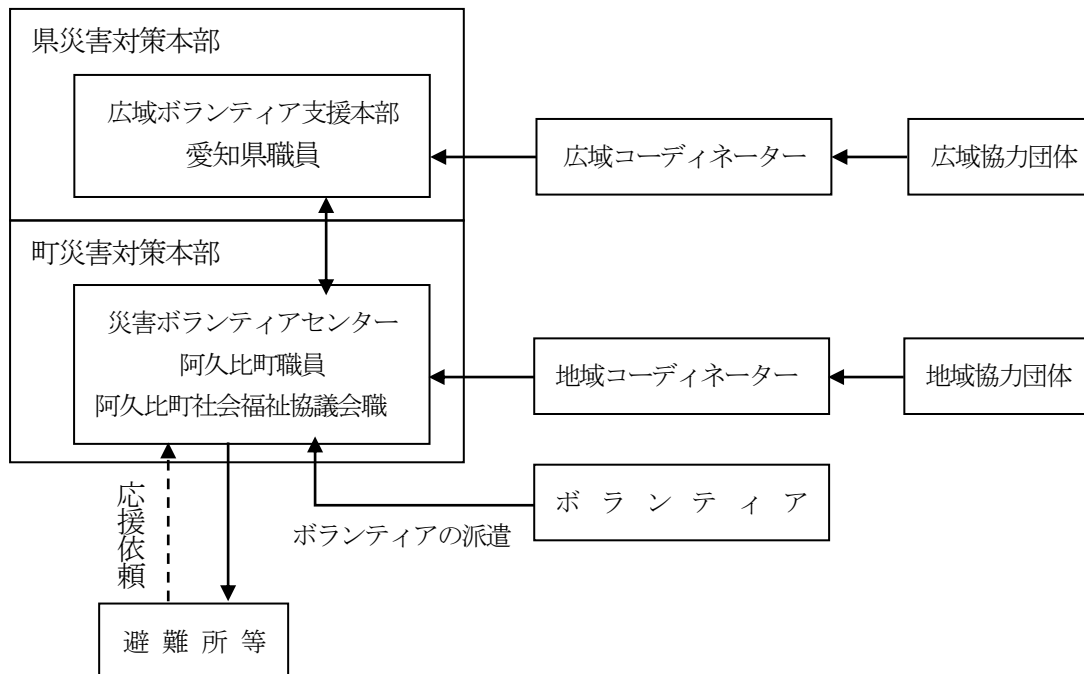 県災害対策本部
広域ボランティア支援本部
愛知県職員
広域コーディネーター
広域協力団体
町災害対策本部
災害ボランティアセンター
阿久比町職員
阿久比町社会福祉協議会職
地域コーディネーター
地域協力団体
ボランティア
ボランティアの派遣
応援依頼
避難所等